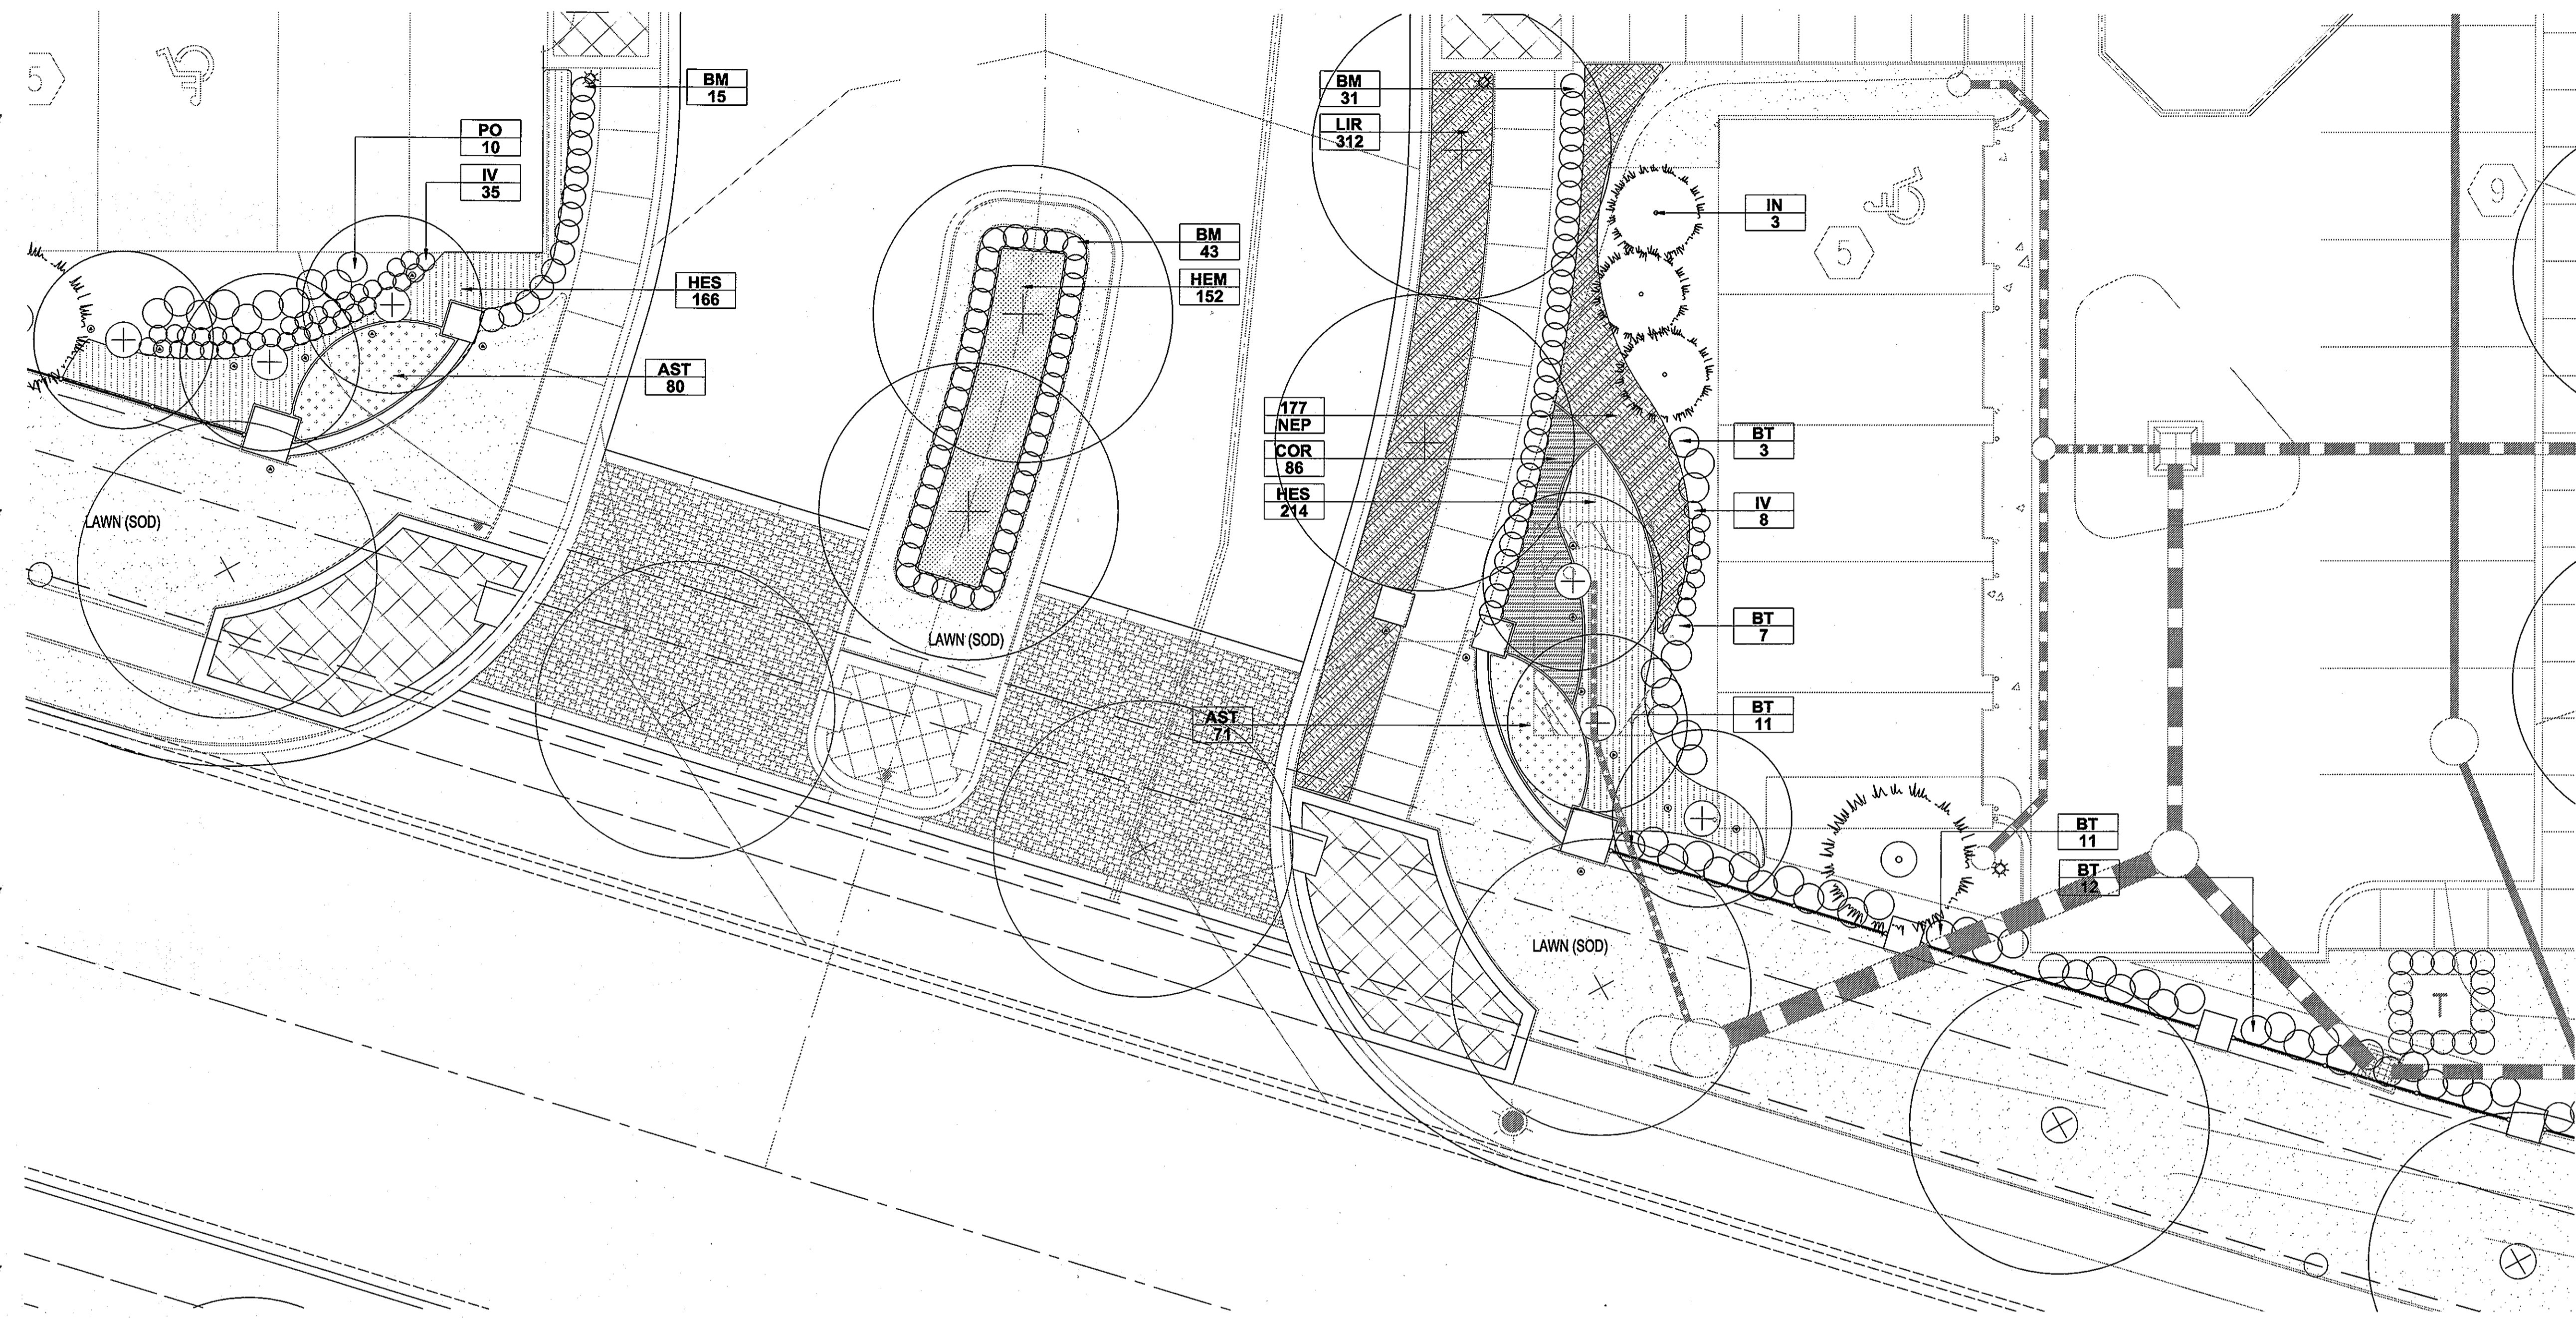 5
BM
15
PO
10
IV
35
HES
166
AST
80
LAWN (SOD)
BM
43
HEM
152
LAWN (SOD)
BM
31
LIR
312
177
NEP
COR
86
HES
214
AST
71
IN
3
5
BT
3
IV
8
BT
7
BT
11
LAWN (SOD)
BT
11
BT
12
9
T